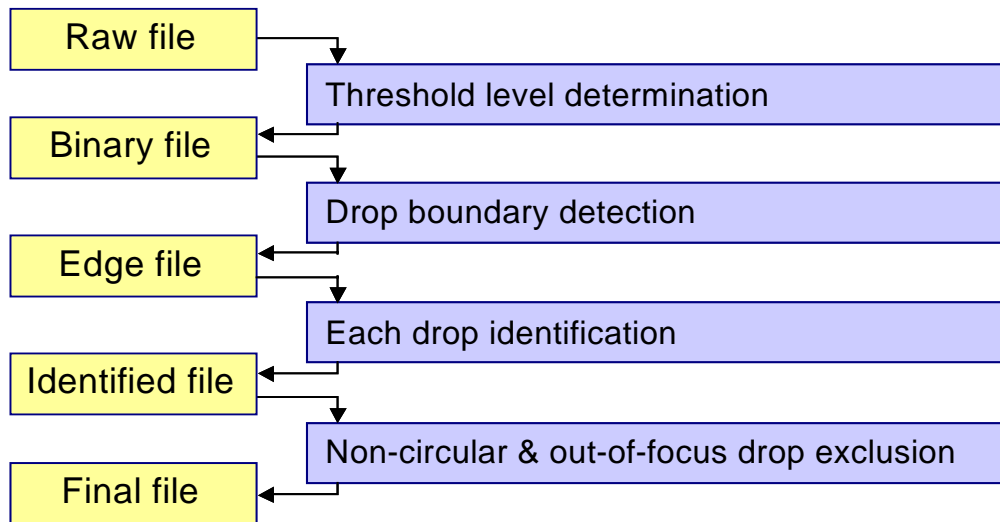 Raw file
Threshold level determination
Binary file
Drop boundary detection
Edge file
Each drop identification
Identified file
Non-circular & out-of-focus drop exclusion
Final file